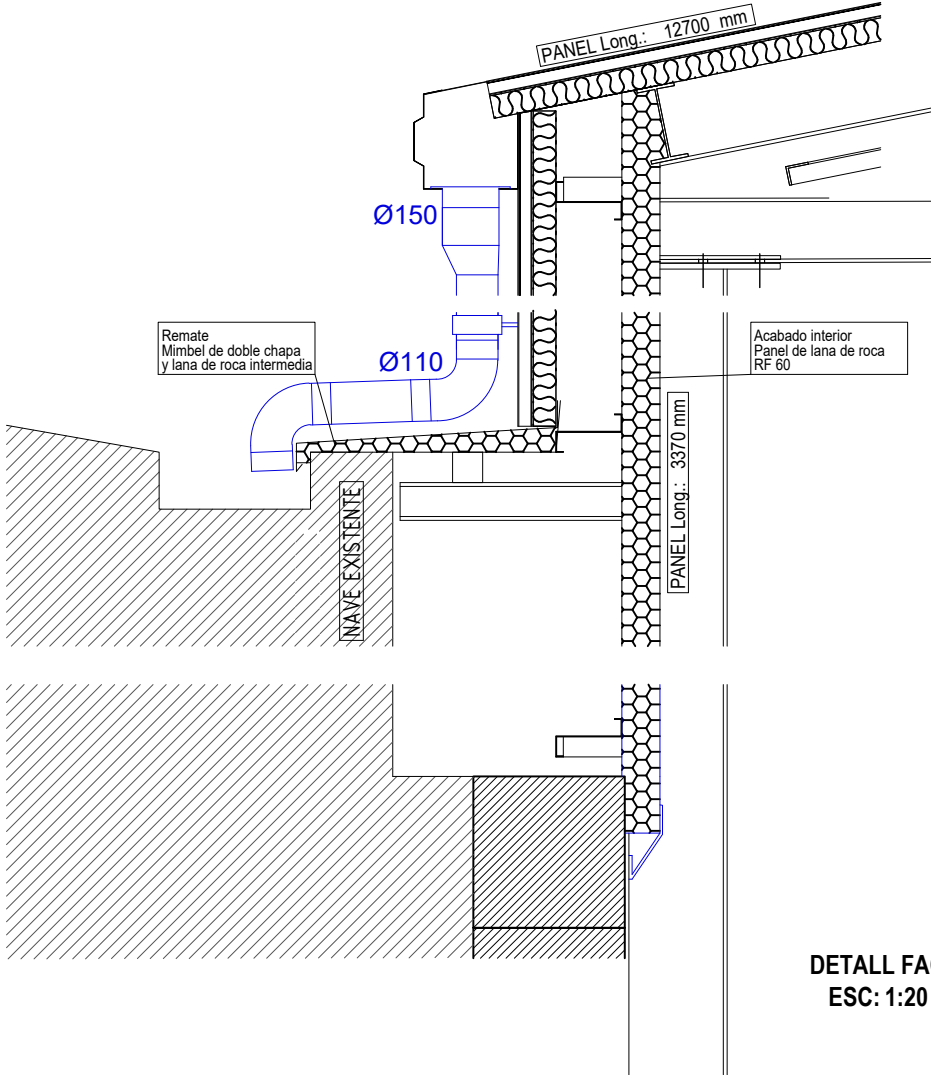 PANEL Long.: 12700 mm
Ø150
Remate
Mimbel de doble chapa
y lana de roca intermedia
Ø110
Acabado interior
Panel de lana de roca
RF 60
PANEL Long.: 3370 mm
NAVE EXISTENTE
DETALL FA
ESC: 1:20